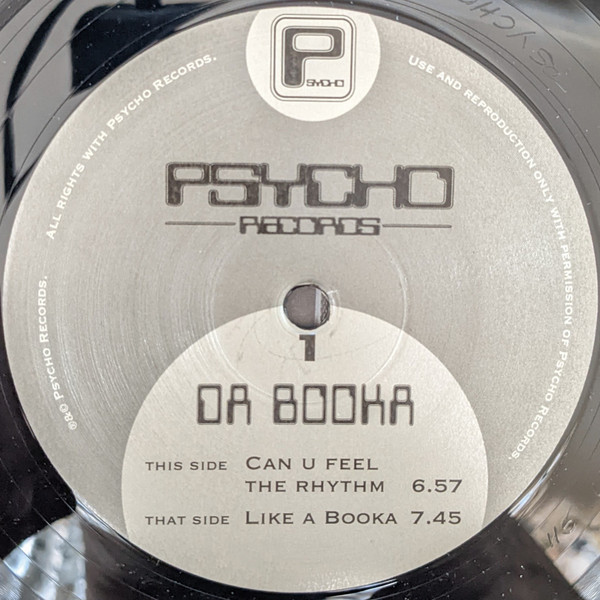 P
SYCHO
ALL RIGHTS WITH PSYCHO RECORDS.
USE AND REPRODUCTION ONLY WITH PERMISSION OF PSYCHO RECORDS.
℗&© PSYCHO RECORDS.
PSYCHO
RECORDS
1
DA BOOKA
THIS SIDE CAN U FEEL
THE RHYTHM 6.57
THAT SIDE LIKE A BOOKA 7.45